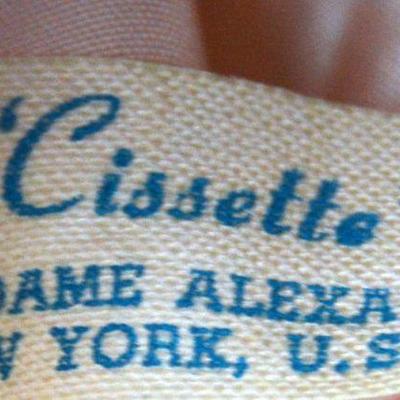 "Cissette
DAME ALEXA
W YORK, U.S